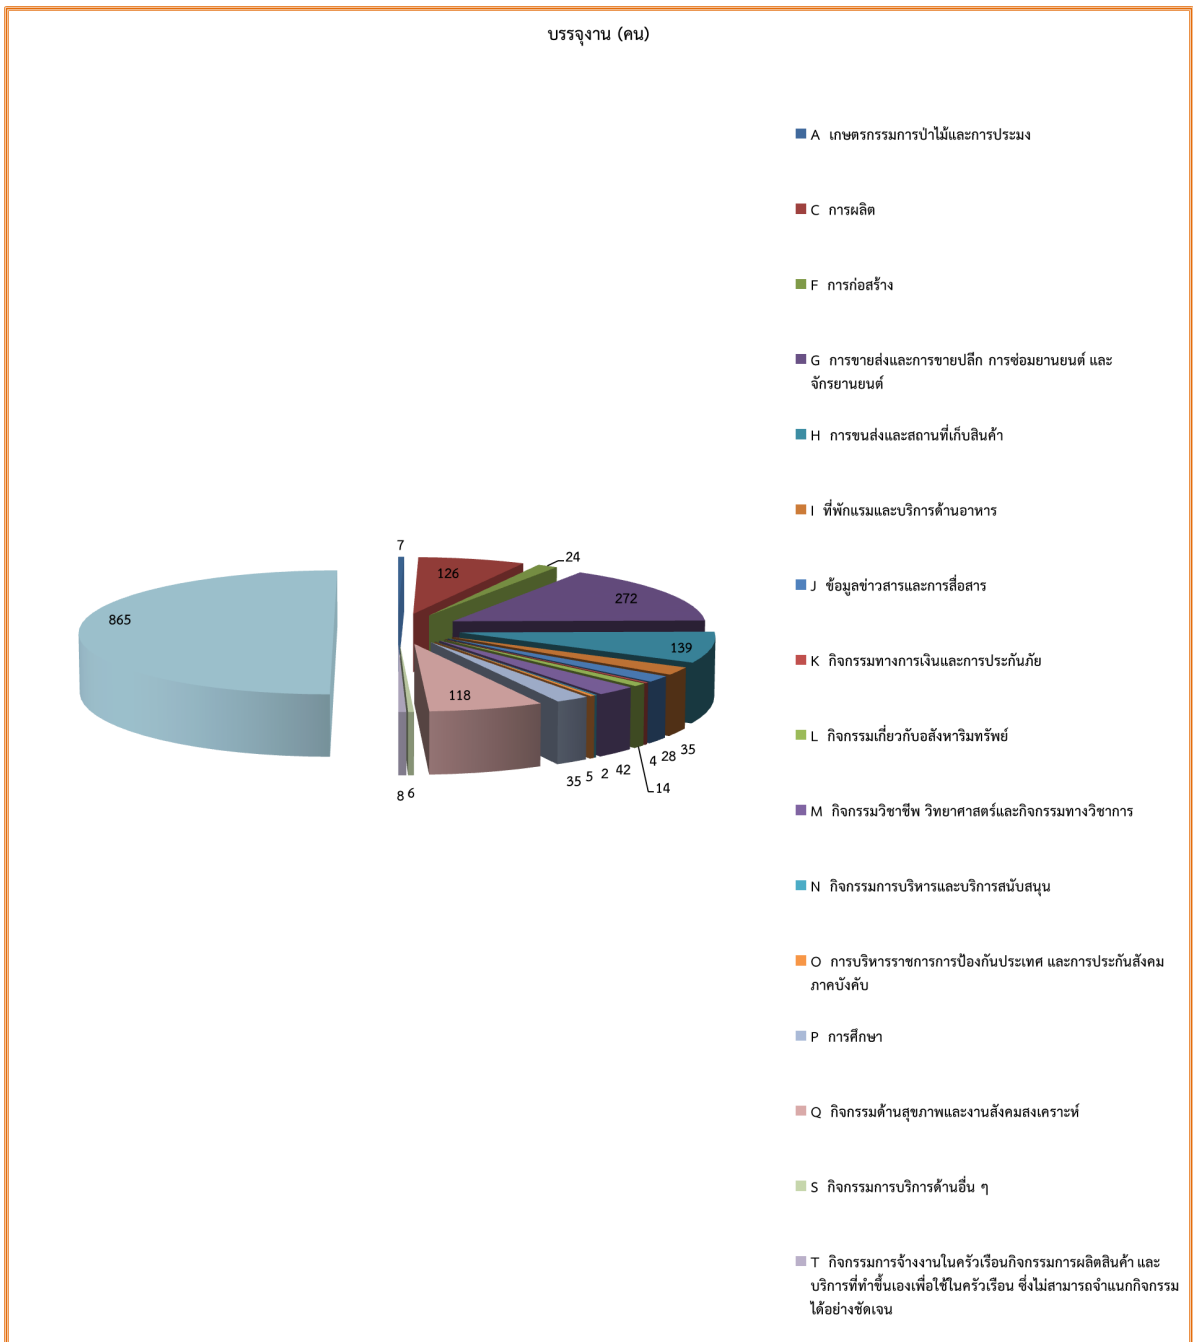 บรรจุงาน (คน)
A เกษตรกรรมการป่าไม้และการประมง
C การผลิต
F การก่อสร้าง
G การขายส่งและการขายปลีก การซ่อมยานยนต์ และ
จักรยานยนต์
H การขนส่งและสถานที่เก็บสินค้า
I ที่พักแรมและบริการด้านอาหาร
J ข้อมูลข่าวสารและการสื่อสาร
K กิจกรรมทางการเงินและการประกันภัย
L กิจกรรมเกี่ยวกับอสังหาริมทรัพย์
M กิจกรรมวิชาชีพ วิทยาศาสตร์และกิจกรรมทางวิชาการ
N กิจกรรมการบริหารและบริการสนับสนุน
O การบริหารราชการการป้องกันประเทศ และการประกันสังคม
ภาคบังคับ
P การศึกษา
Q กิจกรรมด้านสุขภาพและงานสังคมสงเคราะห์
S กิจกรรมการบริการด้านอื่น ๆ
T กิจกรรมการจ้างงานในครัวเรือนกิจกรรมการผลิตสินค้า และ
บริการที่ทำขึ้นเองเพื่อใช้ในครัวเรือน ซึ่งไม่สามารถจำแนกกิจกรรม
ได้อย่างชัดเจน
7
126
24
272
139
35
28
4
14
42
2
5
35
118
6
8
865